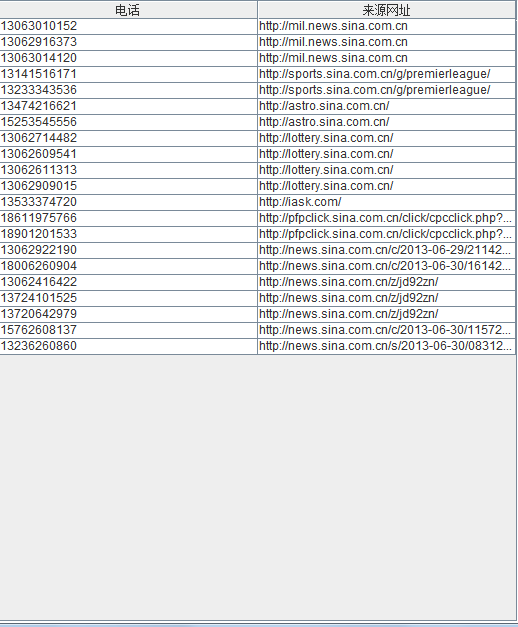 电话 来源网址
13063010152 http://mil.news.sina.com.cn
13062916373 http://mil.news.sina.com.cn
13063014120 http://mil.news.sina.com.cn
13141516171 http://sports.sina.com.cn/g/premierleague/
13233343536 http://sports.sina.com.cn/g/premierleague/
13474216621 http://astro.sina.com.cn/
15253545556 http://astro.sina.com.cn/
13062714482 http://lottery.sina.com.cn/
13062609541 http://lottery.sina.com.cn/
13062611313 http://lottery.sina.com.cn/
13062909015 http://lottery.sina.com.cn/
13533374720 http://iask.com/
18611975766 http://pfpclick.sina.com.cn/click/cpcclick.php?...
18901201533 http://pfpclick.sina.com.cn/click/cpcclick.php?...
13062922190 http://news.sina.com.cn/c/2013-06-29/21142...
18006260904 http://news.sina.com.cn/c/2013-06-30/16142...
13062416422 http://news.sina.com.cn/z/jd92zn/
13724101525 http://news.sina.com.cn/z/jd92zn/
13720642979 http://news.sina.com.cn/z/jd92zn/
15762608137 http://news.sina.com.cn/c/2013-06-30/11572...
13236260860 http://news.sina.com.cn/s/2013-06-30/08312...